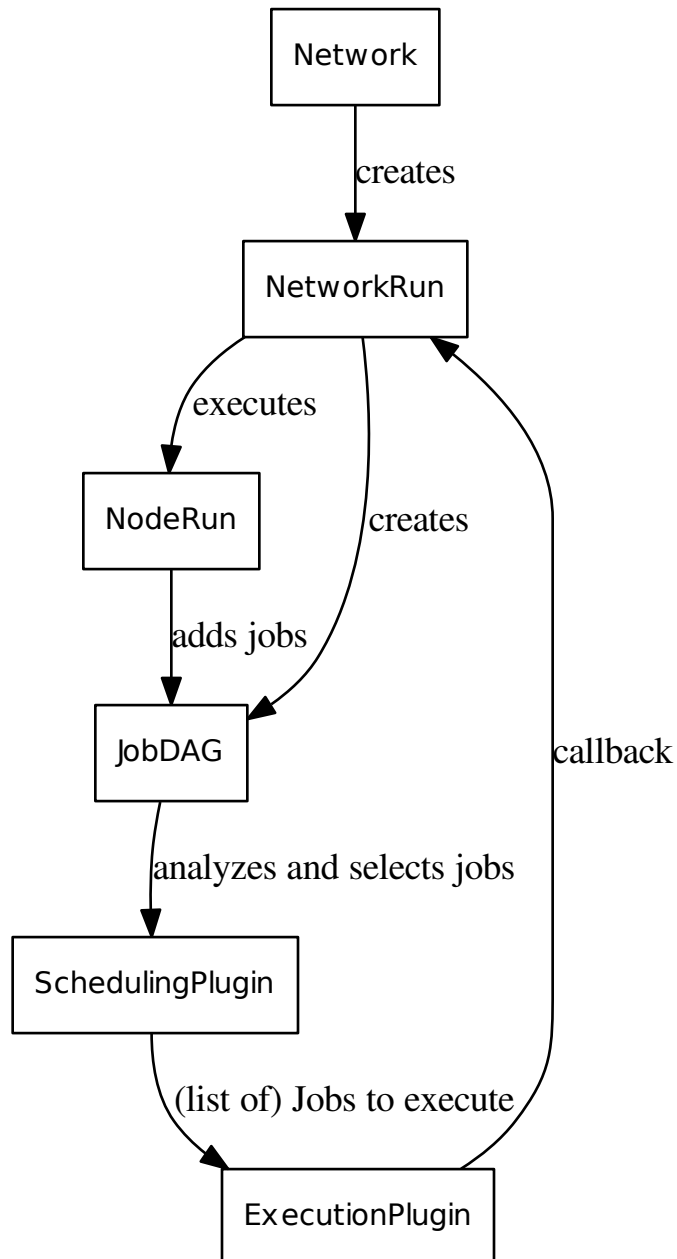 Network
creates
NetworkRun
executes
NodeRun
creates
adds jobs
JobDAG
callback
analyzes and selects jobs
SchedulingPlugin
(list of) Jobs to execute
ExecutionPlugin